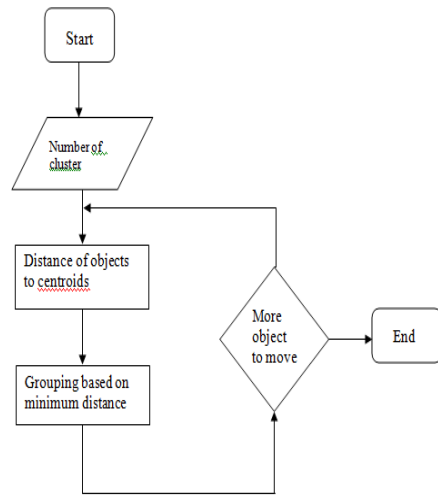 Start
Number of
cluster
Distance of objects
to centroids
Grouping based on
minimum distance
More
object
to move
End